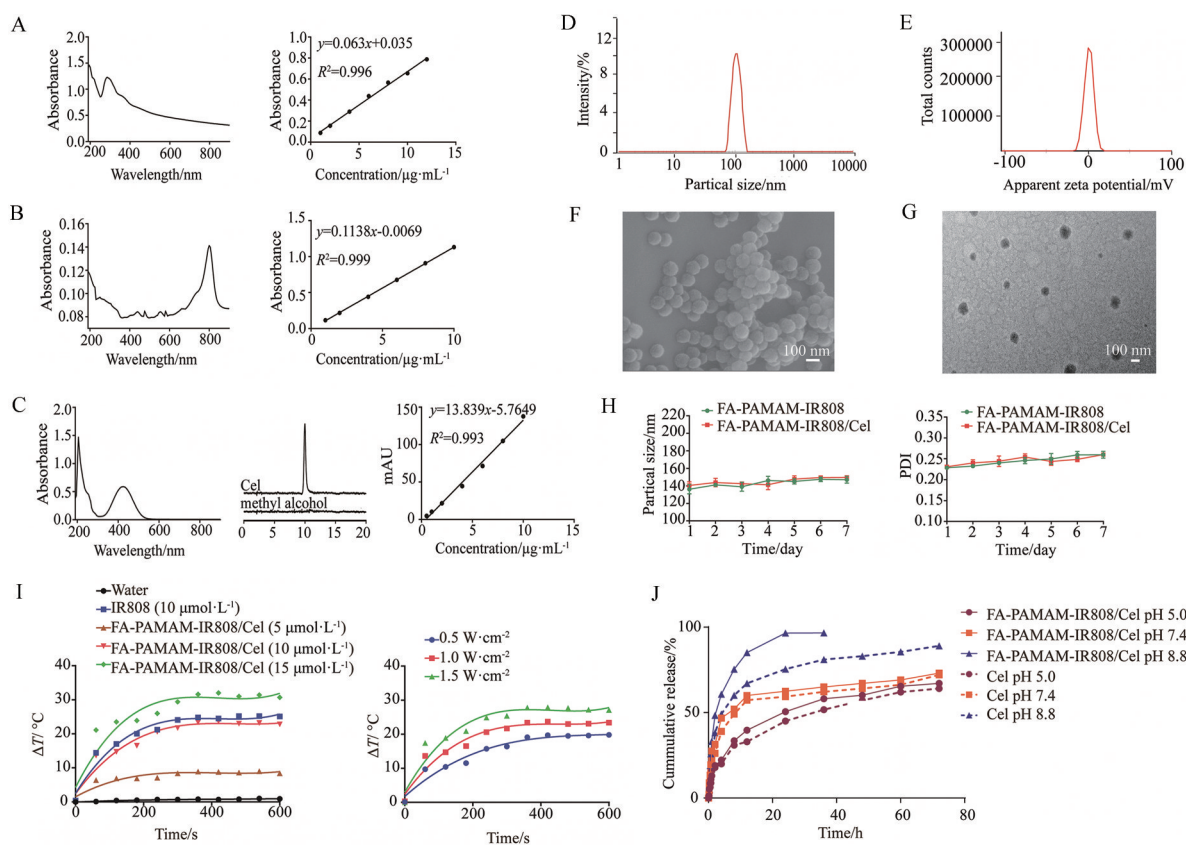 A
Absorbance
2.0
1.5
1.0
0.5
0.0
200 400 600 800
Wavelength/nm
Absorbance
1.0
0.8
0.6
0.4
0.2
0.0
y=0.063x+0.035
R²=0.996
0 5 10 15
Concentration/μg·mL⁻¹
D
Intensity/%
12
10
8
6
4
2
0
1 10 100 1000 10000
Partical size/nm
E
Total counts
300000
200000
100000
-100 0 100
Apparent zeta potential/mV
B
Absorbance
0.16
0.14
0.12
0.10
0.08
200 400 600 800
Wavelength/nm
Absorbance
1.5
1.0
0.5
0.0
y=0.1138x-0.0069
R²=0.999
0 5 10
Concentration/μg·mL⁻¹
F
100 nm
G
100 nm
C
Absorbance
2.0
1.5
1.0
0.5
0.0
200 400 600 800
Wavelength/nm
Cel
methyl alcohol
0 5 10 15 20
mAU
150
100
50
0
y=13.839x-5.7649
R²=0.993
0 5 10 15
Concentration/μg·mL⁻¹
H
FA-PAMAM-IR808
FA-PAMAM-IR808/Cel
Partical size/nm
220
200
180
160
140
120
100
1 2 3 4 5 6 7
Time/day
FA-PAMAM-IR808
FA-PAMAM-IR808/Cel
PDI
0.35
0.30
0.25
0.20
0.15
0.10
1 2 3 4 5 6 7
Time/day
I
Water
IR808 (10 μmol·L⁻¹)
FA-PAMAM-IR808/Cel (5 μmol·L⁻¹)
FA-PAMAM-IR808/Cel (10 μmol·L⁻¹)
FA-PAMAM-IR808/Cel (15 μmol·L⁻¹)
ΔT/ °C
40
30
20
10
0
0 200 400 600
Time/s
0.5 W·cm⁻²
1.0 W·cm⁻²
1.5 W·cm⁻²
ΔT/ °C
40
30
20
10
0
0 200 400 600
Time/s
J
FA-PAMAM-IR808/Cel pH 5.0
FA-PAMAM-IR808/Cel pH 7.4
FA-PAMAM-IR808/Cel pH 8.8
Cel pH 5.0
Cel pH 7.4
Cel pH 8.8
Cummulative release/%
100
50
0
0 20 40 60 80
Time/h